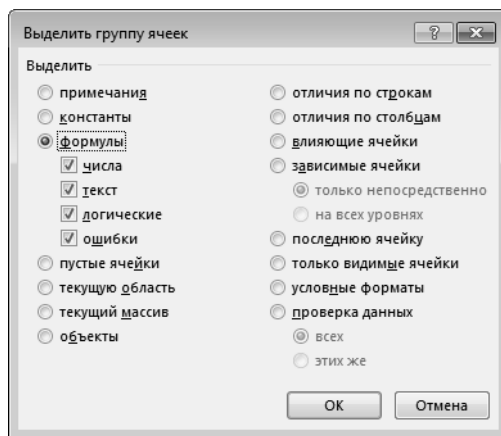 Выделить группу ячеек
Выделить
примечания
константы
формулы
числа
текст
логические
ошибки
пустые ячейки
текущую область
текущий массив
объекты
отличия по строкам
отличия по столбцам
влияющие ячейки
зависимые ячейки
только непосредственно
на всех уровнях
последнюю ячейку
только видимые ячейки
условные форматы
проверка данных
всех
этих же
ОК
Отмена